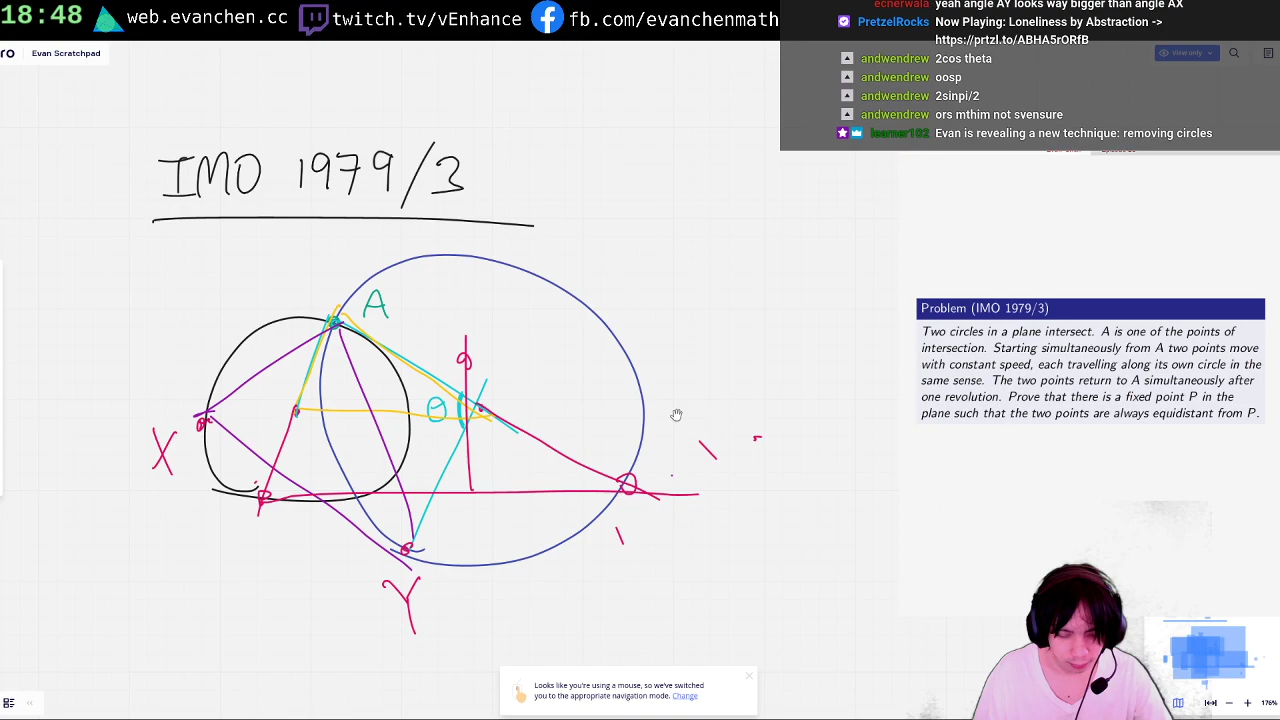 18:48 web.evanchen.cc twitch.tv/vEnhance fb.com/evanchenmath
ecnerwala yeah angle AY looks way bigger than angle AX
PretzelRocks Now Playing: Loneliness by Abstraction ->
https://prtzl.to/ABHA5rORfB
andwendrew 2cos theta
andwendrew oosp
andwendrew 2sinpi/2
andwendrew ors mthim not svensure
learner102 Evan is revealing a new technique: removing circles
ro Evan Scratchpad
View only
IMO 1979/3
A
θ
X
Y
Problem (IMO 1979/3)
Two circles in a plane intersect. A is one of the points of
intersection. Starting simultaneously from A two points move
with constant speed, each travelling along its own circle in the
same sense. The two points return to A simultaneously after
one revolution. Prove that there is a fixed point P in the
plane such that the two points are always equidistant from P.
Looks like you're using a mouse, so we've switched
you to the appropriate navigation mode. Change
176%